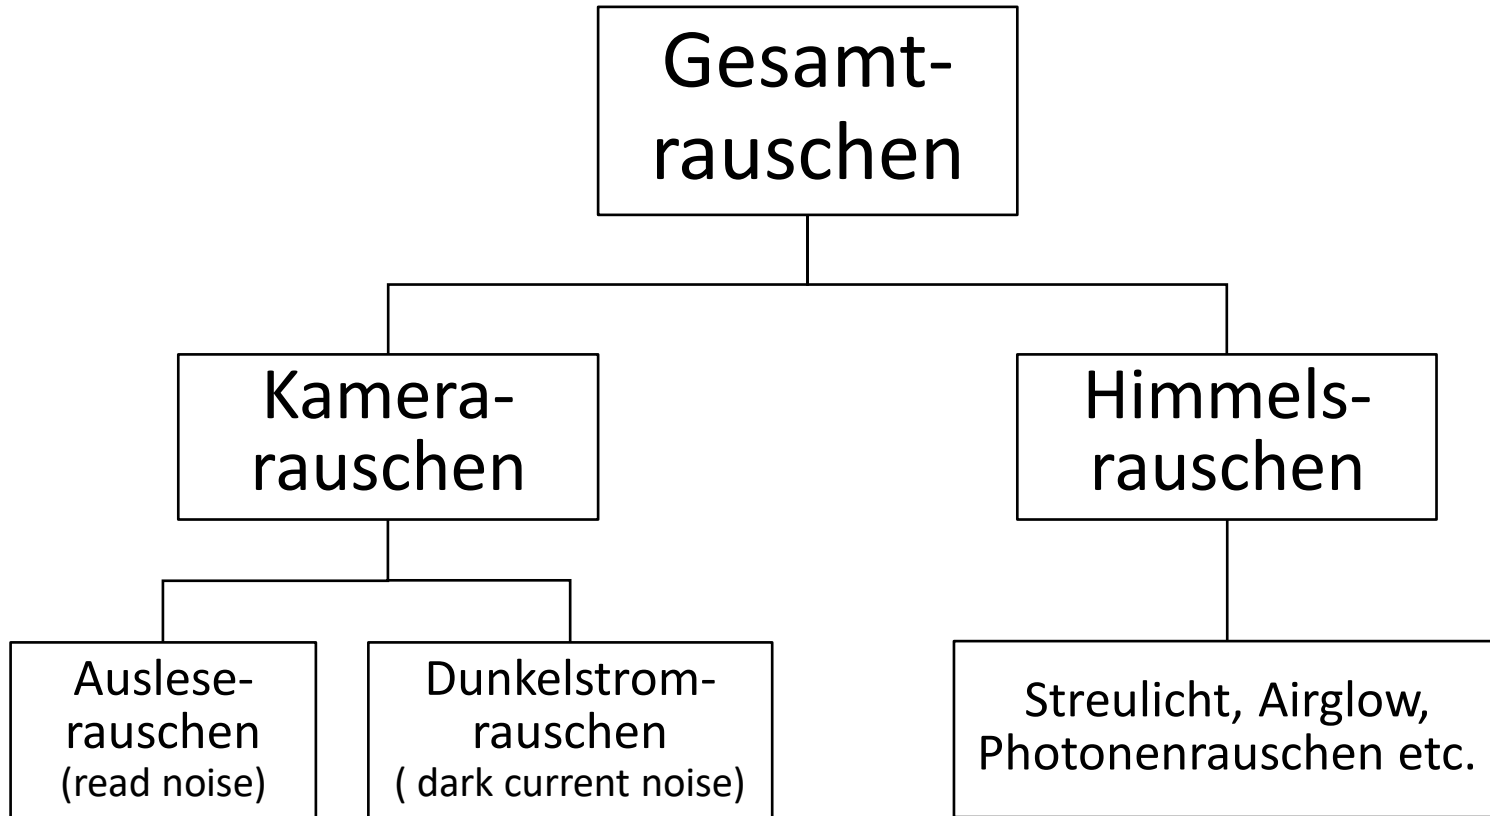 Gesamt-
rauschen
Kamera-
rauschen
Himmels-
rauschen
Auslese-
rauschen
(read noise)
Dunkelstrom-
rauschen
( dark current noise)
Streulicht, Airglow,
Photonenrauschen etc.